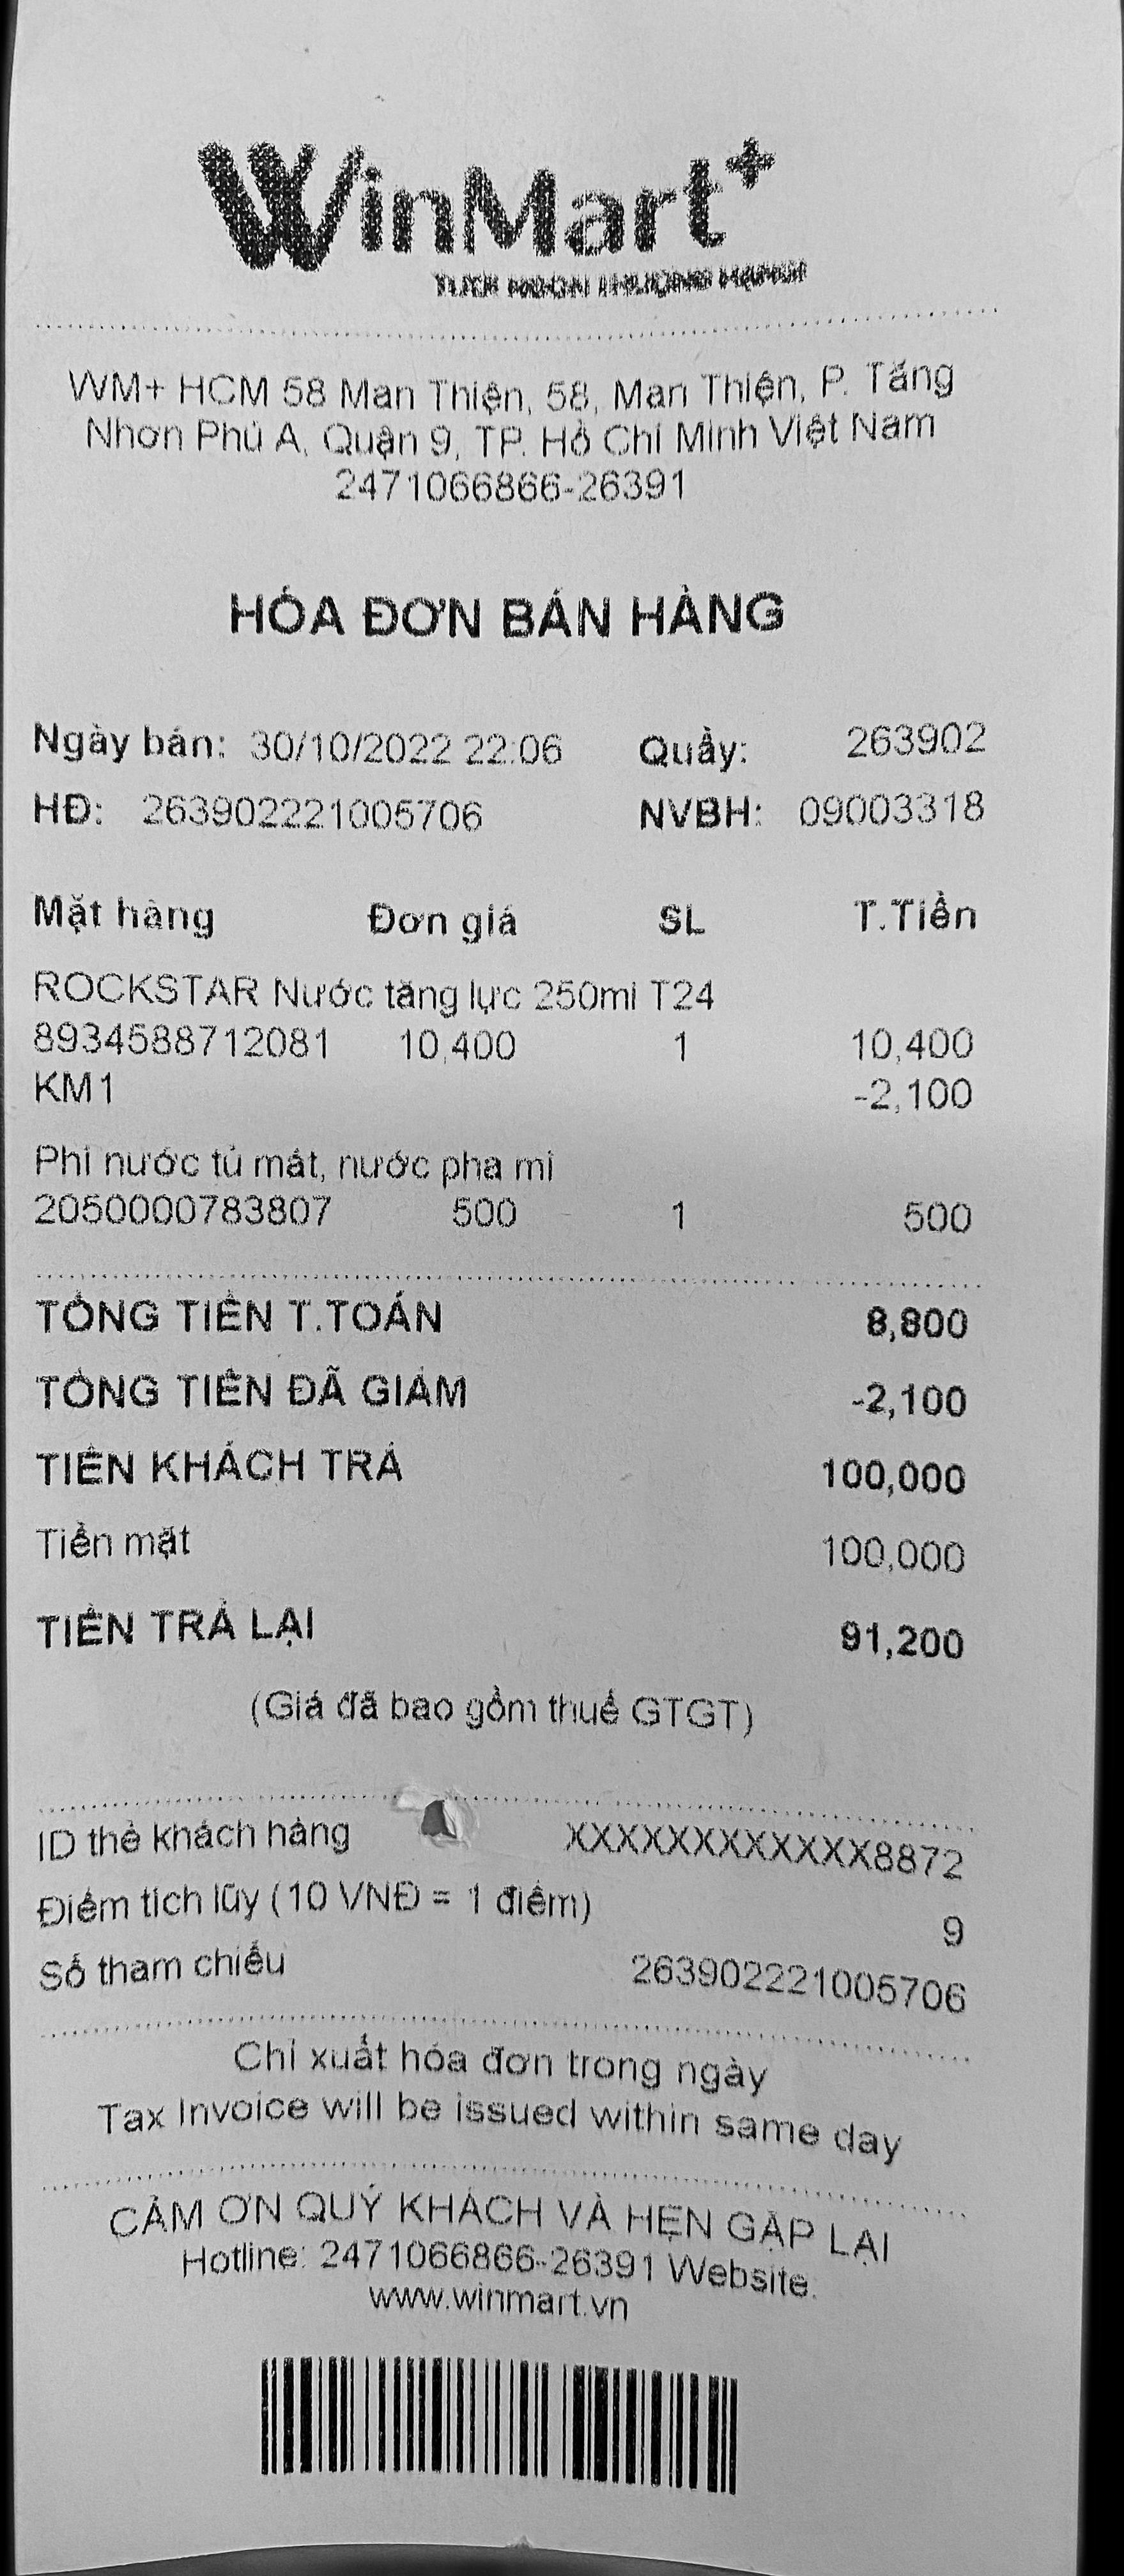 WinMart+
WM+ HCM 58 Man Thiện, 58, Man Thiện, P. Tăng
Nhơn Phú A, Quận 9, TP. Hồ Chí Minh Việt Nam
2471066866-26391
HÓA ĐƠN BÁN HÀNG
Ngày bán: 30/10/2022 22:06 Quầy: 263902
HĐ: 263902221005706 NVBH: 09003318
Mặt hàng Đơn giá SL T.Tiền
ROCKSTAR Nước tăng lực 250ml T24
8934588712081 10,400 1 10,400
KM1 -2,100
Phí nước tủ mát, nước pha mì
2050000783807 500 1 500
TỔNG TIỀN T.TOÁN 8,800
TỔNG TIỀN ĐÃ GIẢM -2,100
TIỀN KHÁCH TRẢ 100,000
Tiền mặt 100,000
TIỀN TRẢ LẠI 91,200
(Giá đã bao gồm thuế GTGT)
ID thẻ khách hàng XXXXXXXXXXXX8872
Điểm tích lũy (10 VNĐ = 1 điểm) 9
Số tham chiếu 263902221005706
Chỉ xuất hóa đơn trong ngày
Tax Invoice will be issued within same day
CẢM ƠN QUÝ KHÁCH VÀ HẸN GẶP LẠI
Hotline: 2471066866-26391 Website:
www.winmart.vn